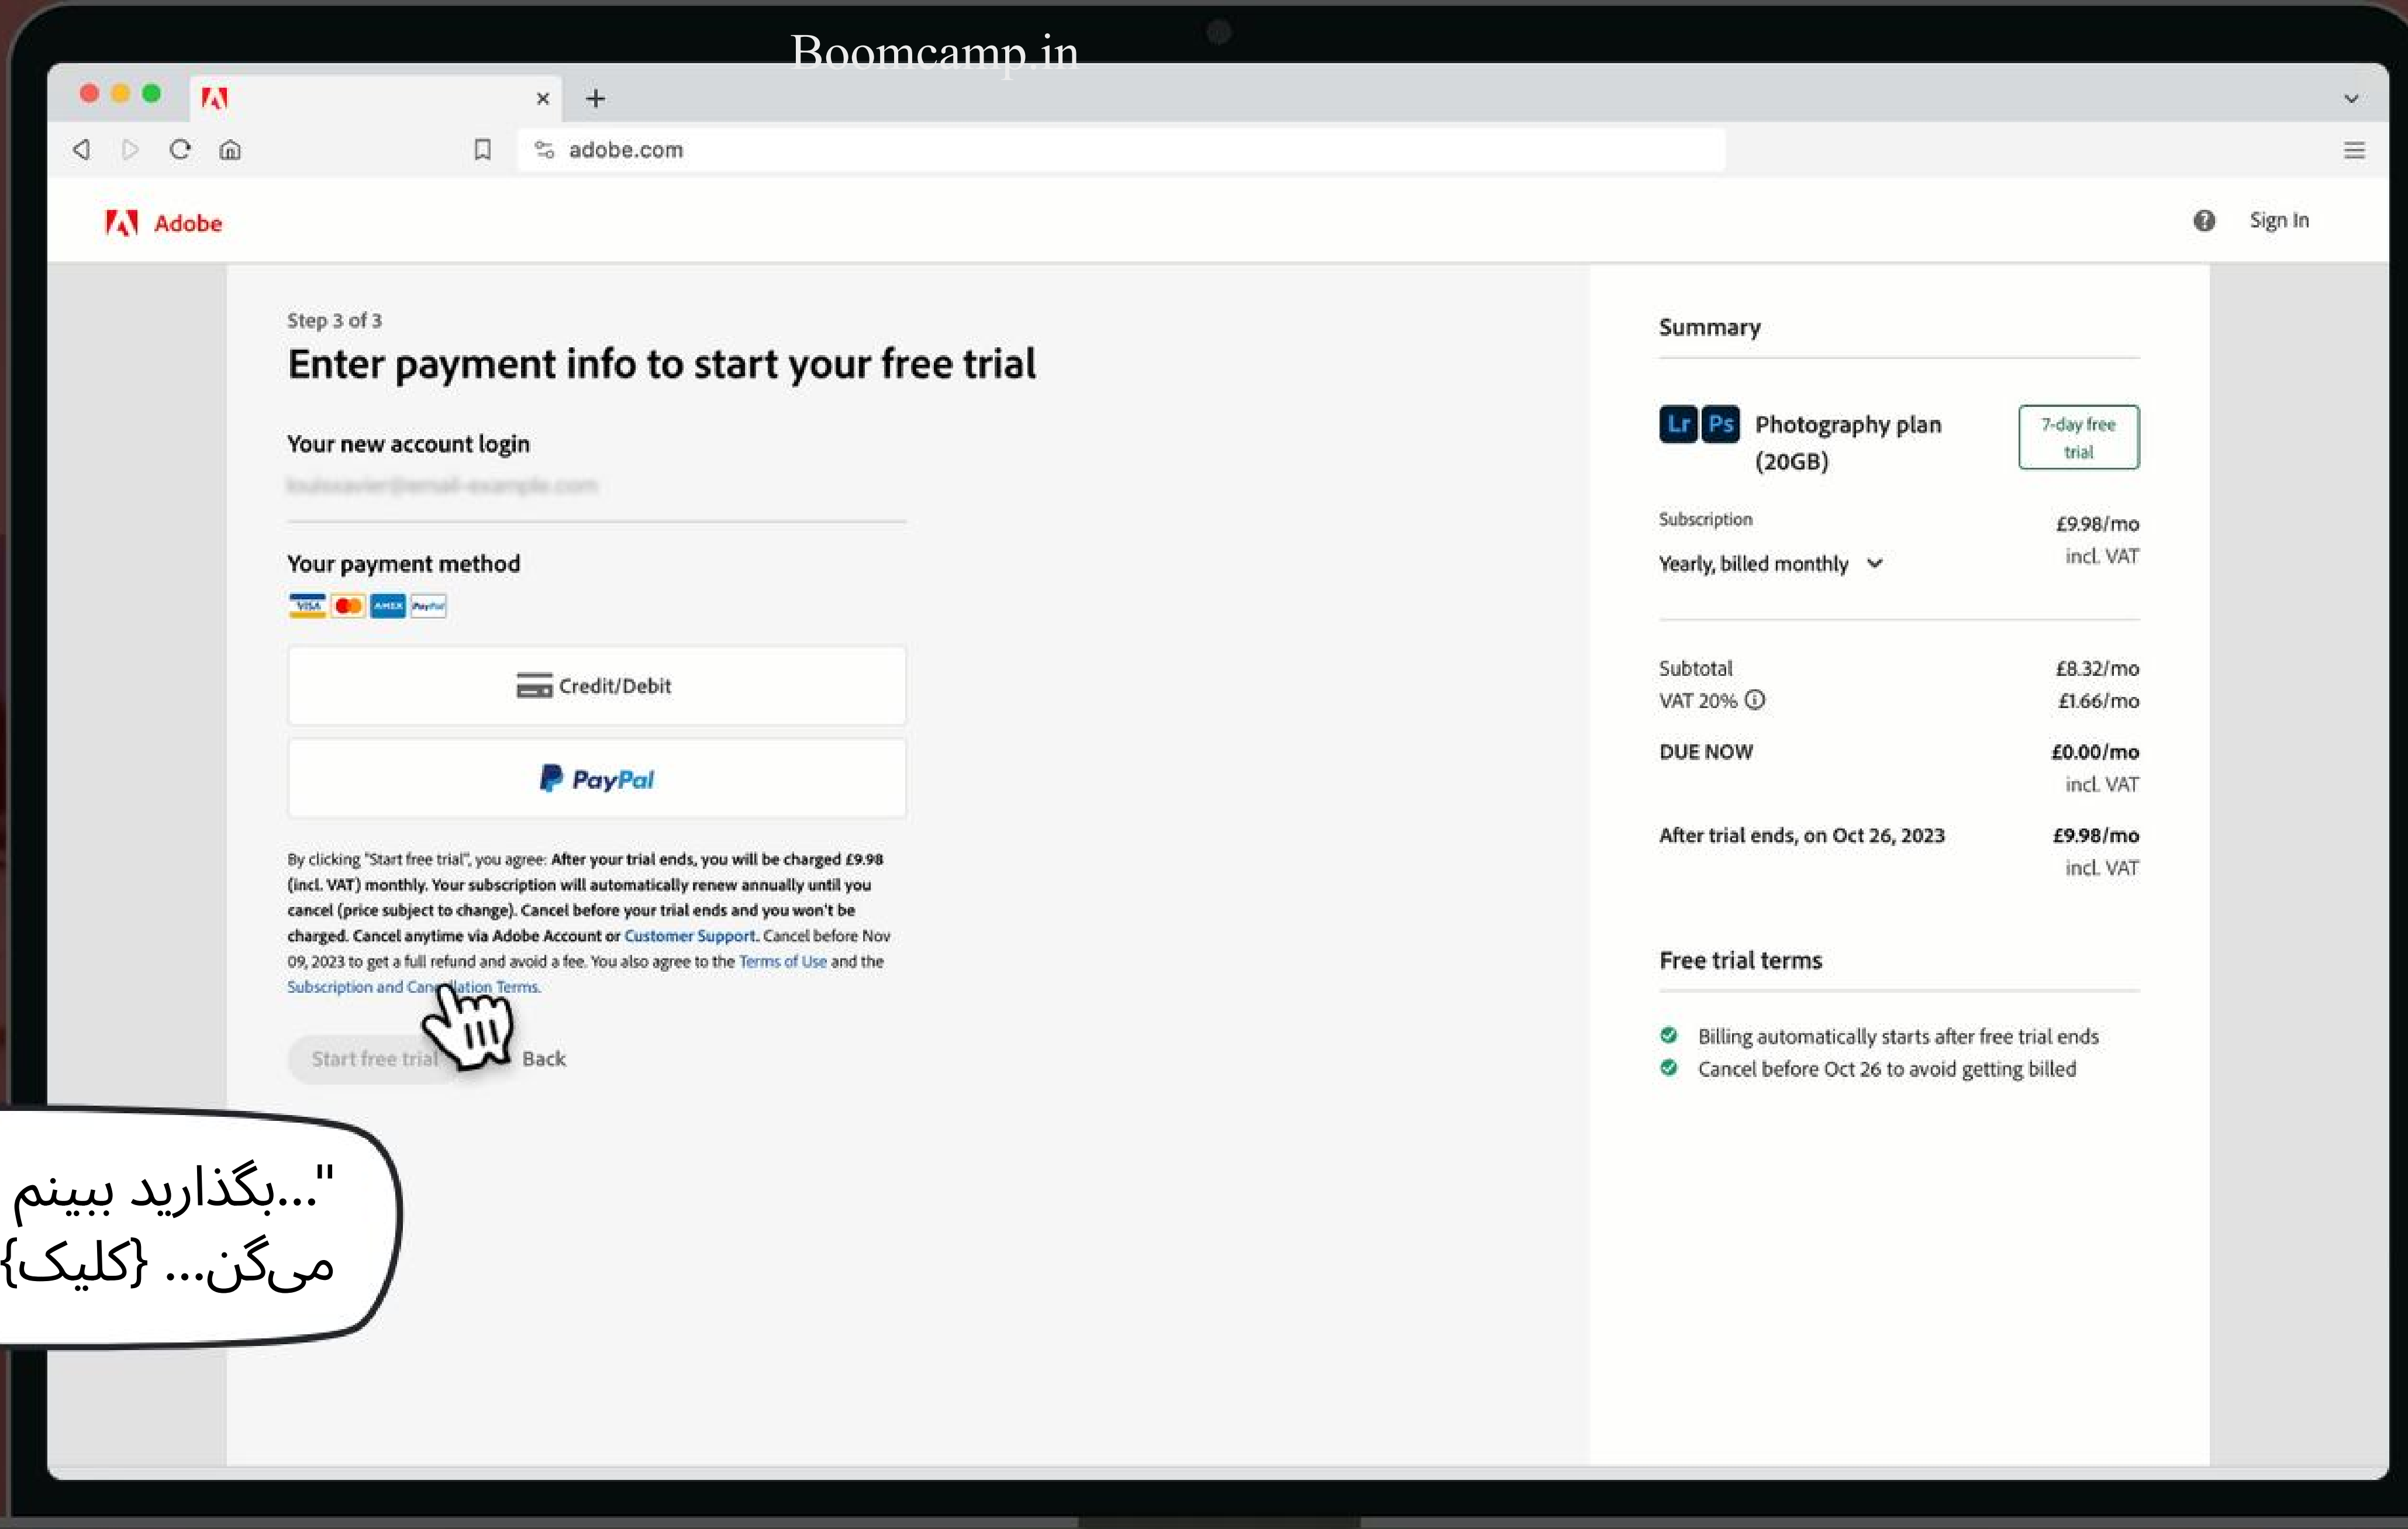 Boomcamp.in
adobe.com
Adobe
Sign In
Step 3 of 3
Enter payment info to start your free trial
Your new account login
Your payment method
VISA
AMEX
PayPal
Credit/Debit
PayPal
By clicking "Start free trial", you agree: After your trial ends, you will be charged £9.98
(incl. VAT) monthly. Your subscription will automatically renew annually until you
cancel (price subject to change). Cancel before your trial ends and you won't be
charged. Cancel anytime via Adobe Account or Customer Support. Cancel before Nov
09, 2023 to get a full refund and avoid a fee. You also agree to the Terms of Use and the
Subscription and Cancellation Terms.
Start free trial
Back
Summary
Lr Ps Photography plan
(20GB)
7-day free
trial
Subscription
£9.98/mo
Yearly, billed monthly
incl. VAT
Subtotal £8.32/mo
VAT 20% £1.66/mo
DUE NOW £0.00/mo
incl. VAT
After trial ends, on Oct 26, 2023 £9.98/mo
incl. VAT
Free trial terms
Billing automatically starts after free trial ends
Cancel before Oct 26 to avoid getting billed
"...بگذارید ببینم
می‌گن... {کلیک}